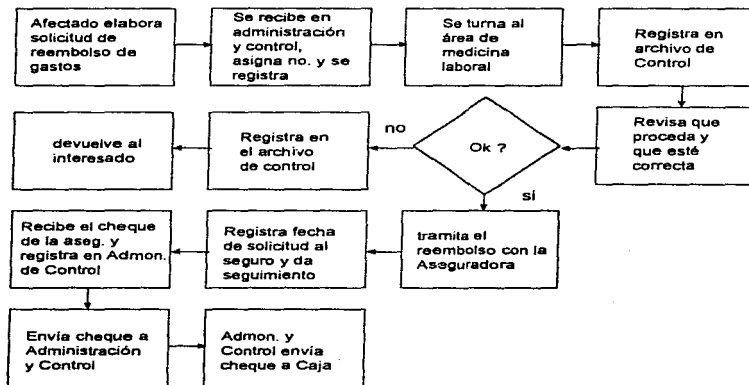 Afectado elabora
solicitud de
reembolso de
gastos
Se recibe en
administración
y control,
asigna no. y se
registra
Se turna al
área de
medicina
laboral
Registra en
archivo de
Control
Revisa que
proceda y
que esté
correcta
Ok ?
no
Registra en
el archivo
de control
devuelve al
interesado
sí
tramita el
reembolso con la
Aseguradora
Registra fecha
de solicitud al
seguro y da
seguimiento
Recibe el cheque
de la aseg. y
registra en Admon.
de Control
Envía cheque a
Administración
y Control
Admon. y
Control envía
cheque a Caja